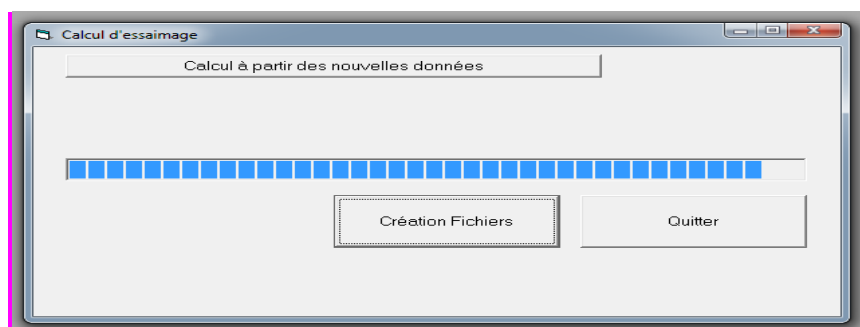 Calcul d'essaimage
Calcul à partir des nouvelles données
Création Fichiers
Quitter